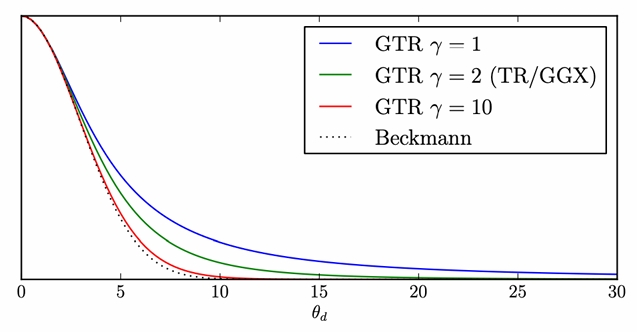 GTR γ = 1
GTR γ = 2 (TR/GGX)
GTR γ = 10
Beckmann
0 5 10 15 20 25 30
θd